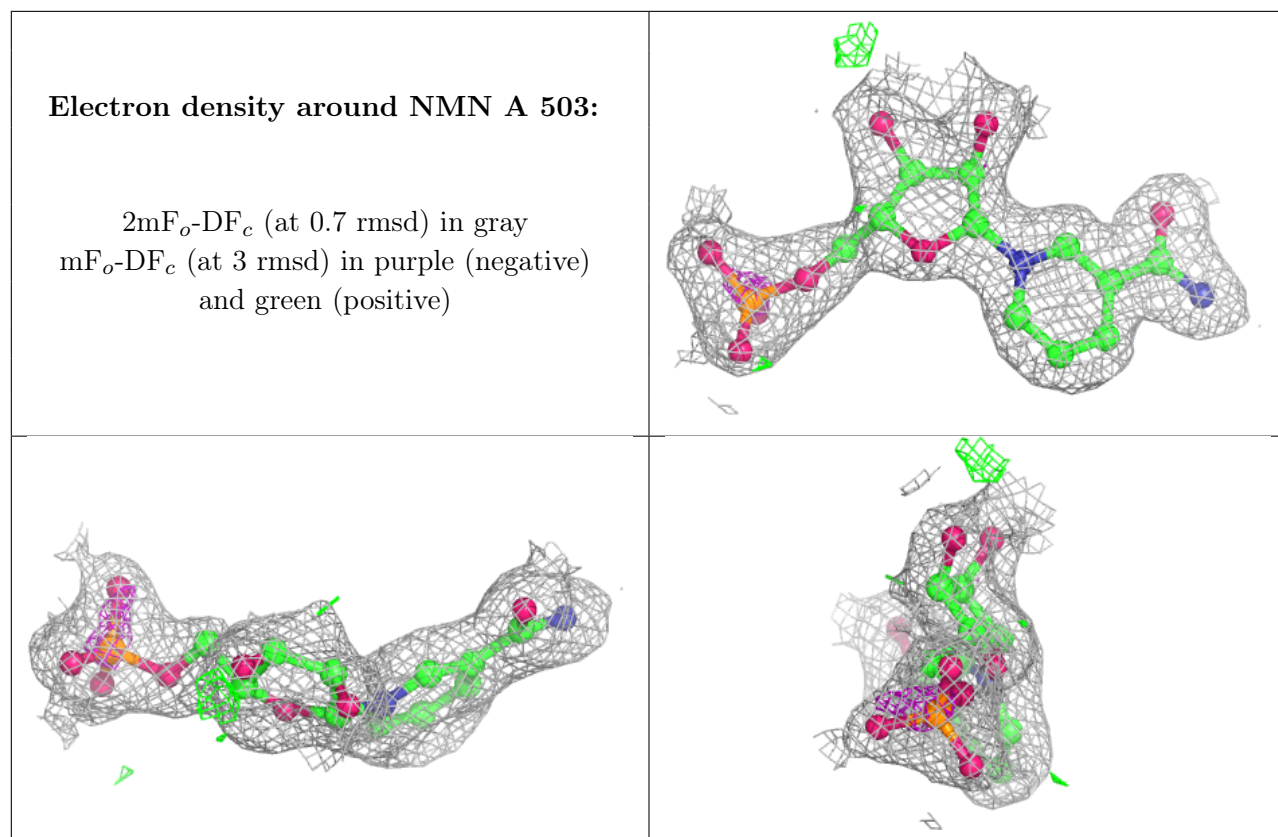 Electron density around NMN A 503:
2mFo-DFc (at 0.7 rmsd) in gray
mFo-DFc (at 3 rmsd) in purple (negative)
and green (positive)